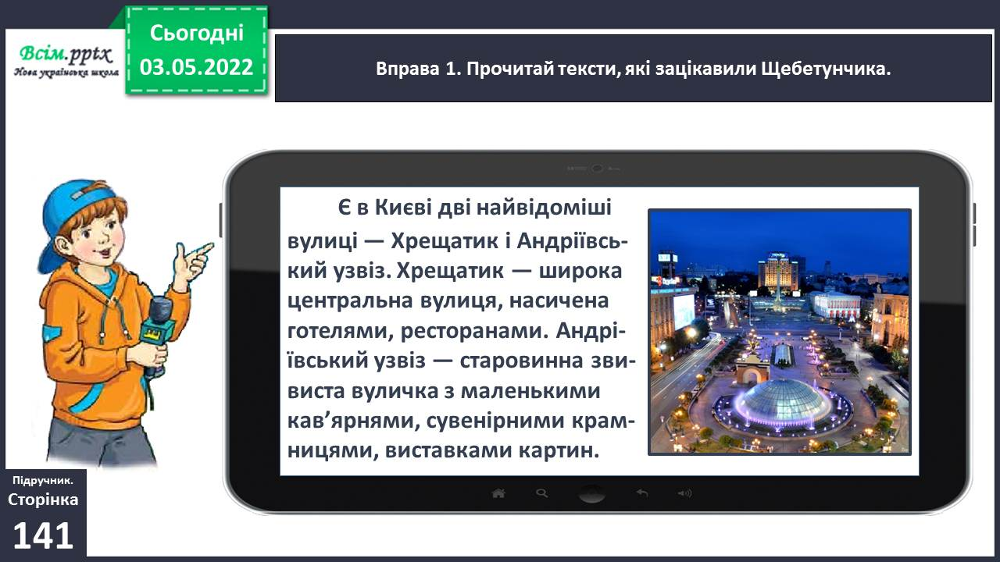 Всім.pptx
Нова українська школа
Сьогодні
03.05.2022
Вправа 1. Прочитай тексти, які зацікавили Щебетунчика.
Є в Києві дві найвідоміші
вулиці — Хрещатик і Андріївсь-
кий узвіз. Хрещатик — широка
центральна вулиця, насичена
готелями, ресторанами. Андрі-
ївський узвіз — старовинна зви-
виста вуличка з маленькими
кав’ярнями, сувенірними крам-
ницями, виставками картин.
Підручник.
Сторінка
141